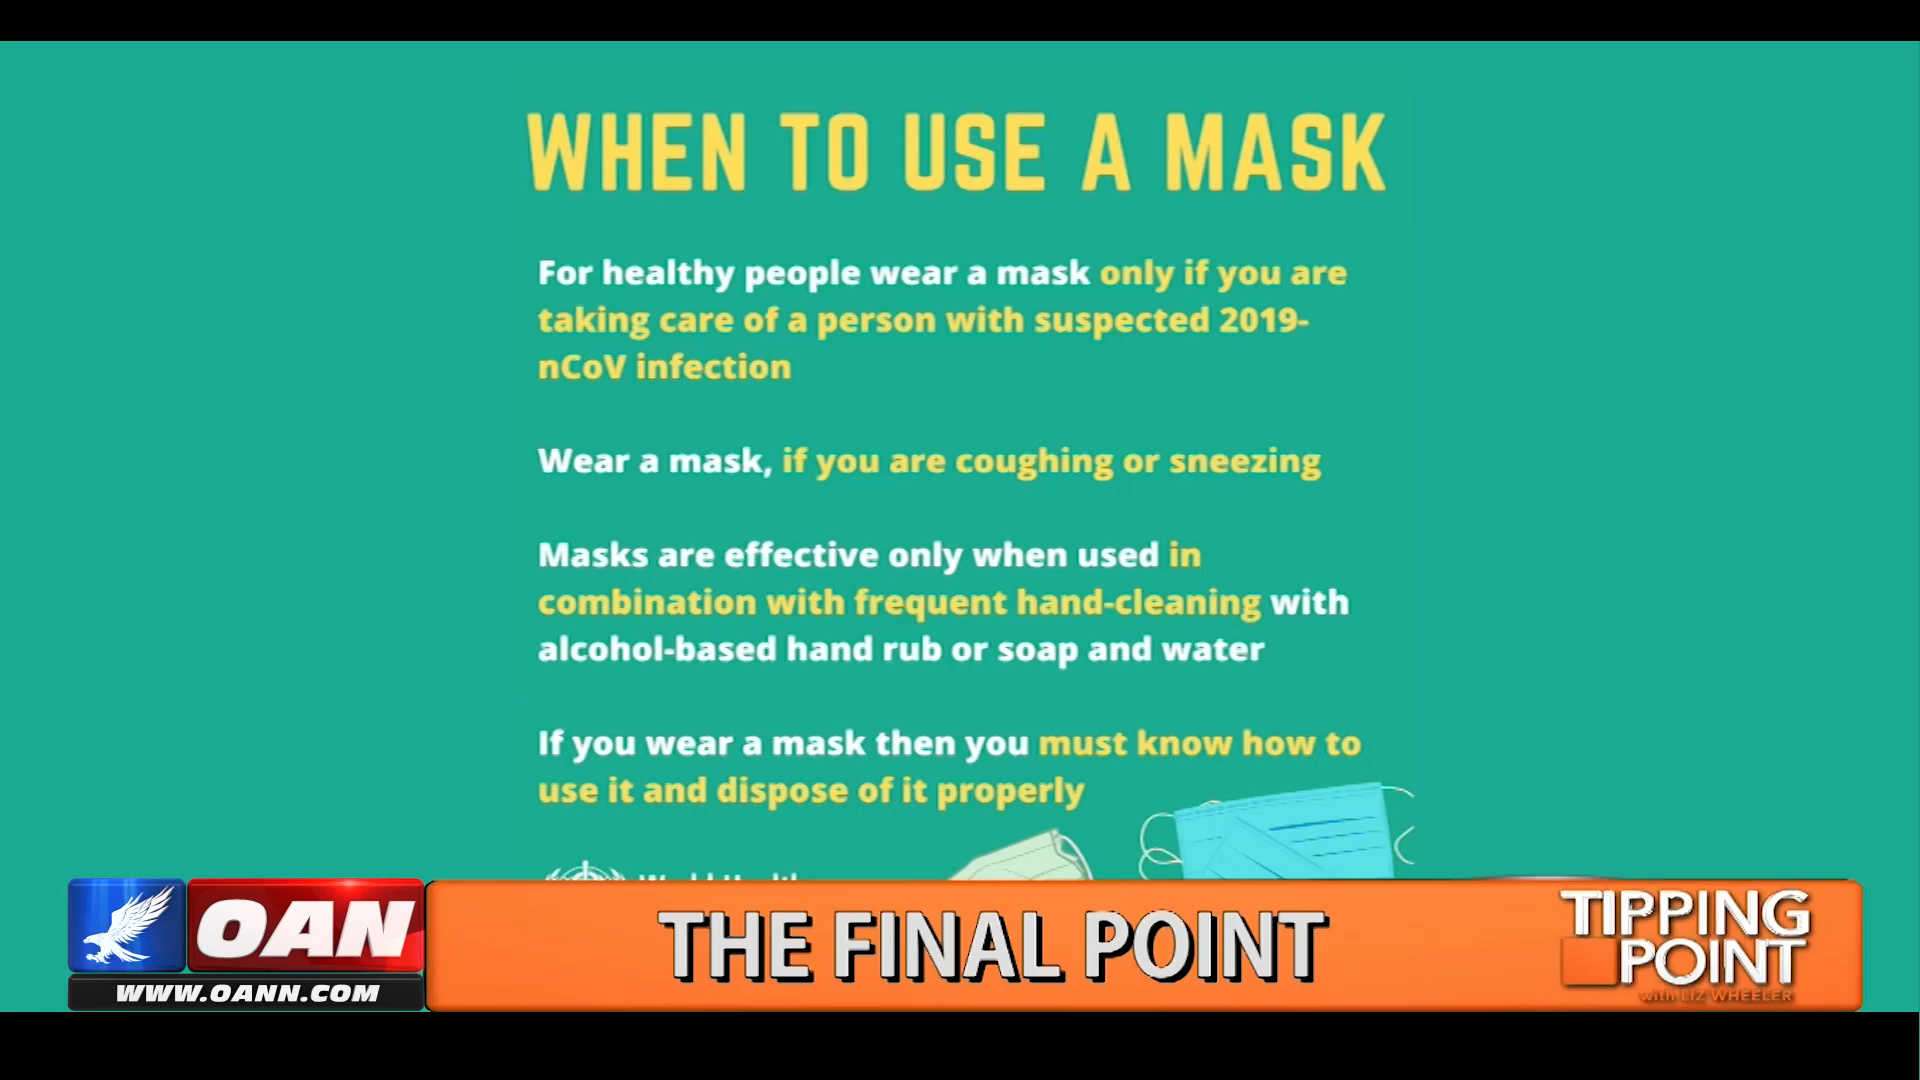 WHEN TO USE A MASK
For healthy people wear a mask only if you are
taking care of a person with suspected 2019-
nCoV infection
Wear a mask, if you are coughing or sneezing
Masks are effective only when used in
combination with frequent hand-cleaning with
alcohol-based hand rub or soap and water
If you wear a mask then you must know how to
use it and dispose of it properly
OAN
WWW.OANN.COM
THE FINAL POINT
TIPPING
POINT
with LIZ WHEELER